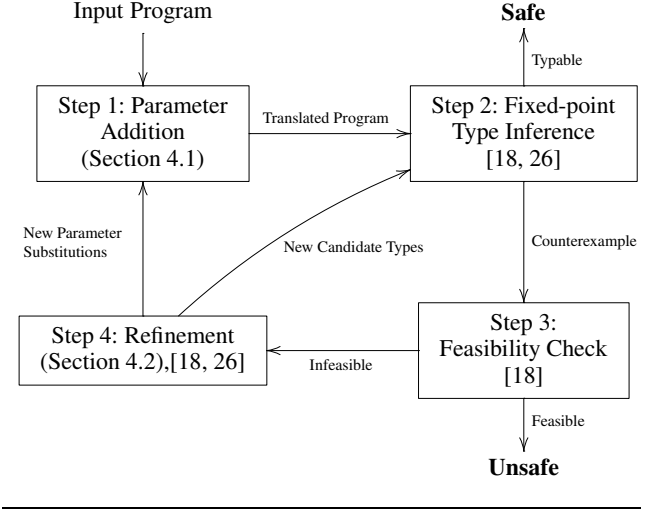 Input Program
Safe
Typable
Step 1: Parameter
Addition
(Section 4.1)
Translated Program
Step 2: Fixed-point
Type Inference
[18, 26]
New Parameter
Substitutions
New Candidate Types
Counterexample
Step 4: Refinement
(Section 4.2),[18, 26]
Infeasible
Step 3:
Feasibility Check
[18]
Feasible
Unsafe